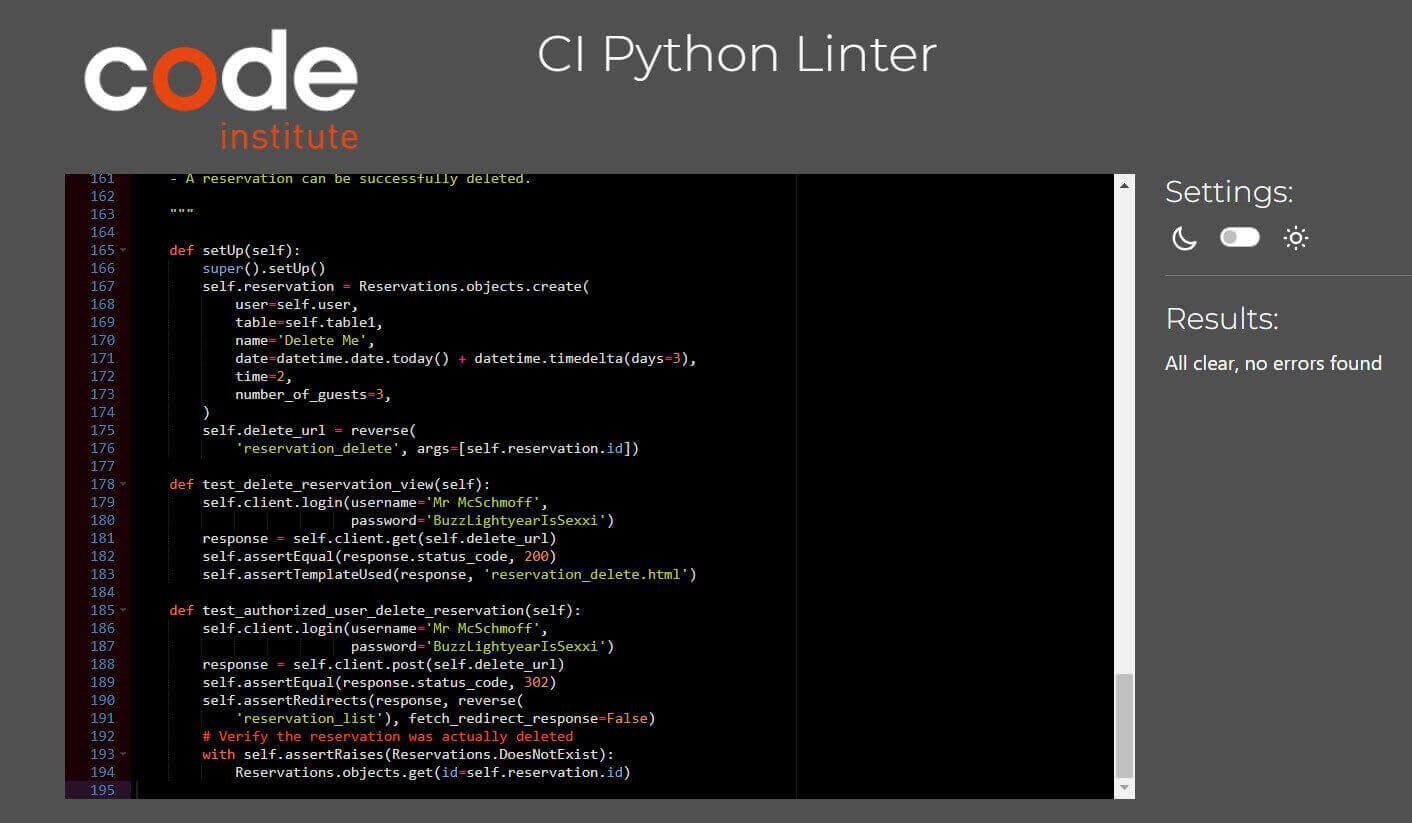 code
institute
CI Python Linter
161 - A reservation can be successfully deleted.
162
163 """
164
165 def setUp(self):
166 super().setUp()
167 self.reservation = Reservations.objects.create(
168 user=self.user,
169 table=self.table1,
170 name='Delete Me',
171 date=datetime.date.today() + datetime.timedelta(days=3),
172 time=2,
173 number_of_guests=3,
174 )
175 self.delete_url = reverse(
176 'reservation_delete', args=[self.reservation.id])
177
178 def test_delete_reservation_view(self):
179 self.client.login(username='Mr McSchmoff',
180 password='BuzzLightyearIsSexxi')
181 response = self.client.get(self.delete_url)
182 self.assertEqual(response.status_code, 200)
183 self.assertTemplateUsed(response, 'reservation_delete.html')
184
185 def test_authorized_user_delete_reservation(self):
186 self.client.login(username='Mr McSchmoff',
187 password='BuzzLightyearIsSexxi')
188 response = self.client.post(self.delete_url)
189 self.assertEqual(response.status_code, 302)
190 self.assertRedirects(response, reverse(
191 'reservation_list'), fetch_redirect_response=False)
192 # Verify the reservation was actually deleted
193 with self.assertRaises(Reservations.DoesNotExist):
194 Reservations.objects.get(id=self.reservation.id)
195
Settings:
Results:
All clear, no errors found